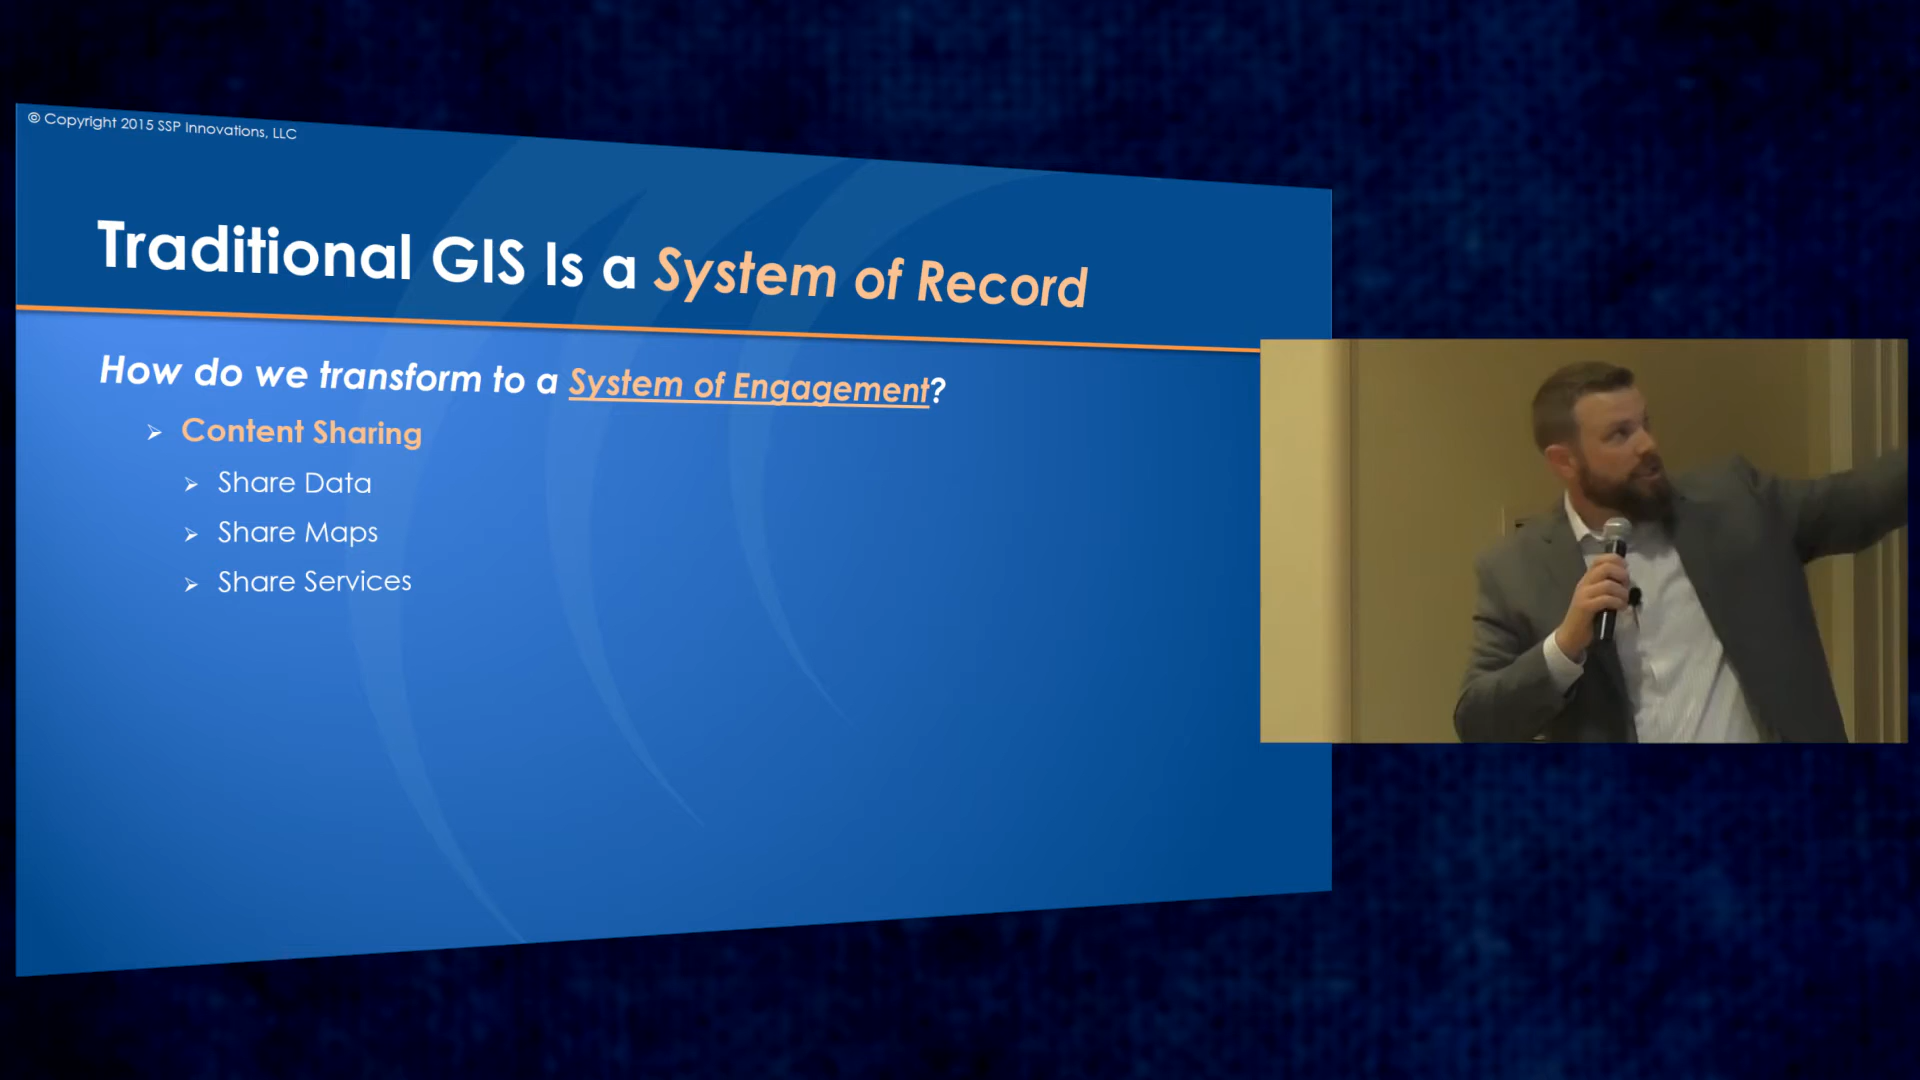 © Copyright 2015 SSP Innovations, LLC
Traditional GIS Is a System of Record
How do we transform to a System of Engagement?
➢ Content Sharing
➢ Share Data
➢ Share Maps
➢ Share Services